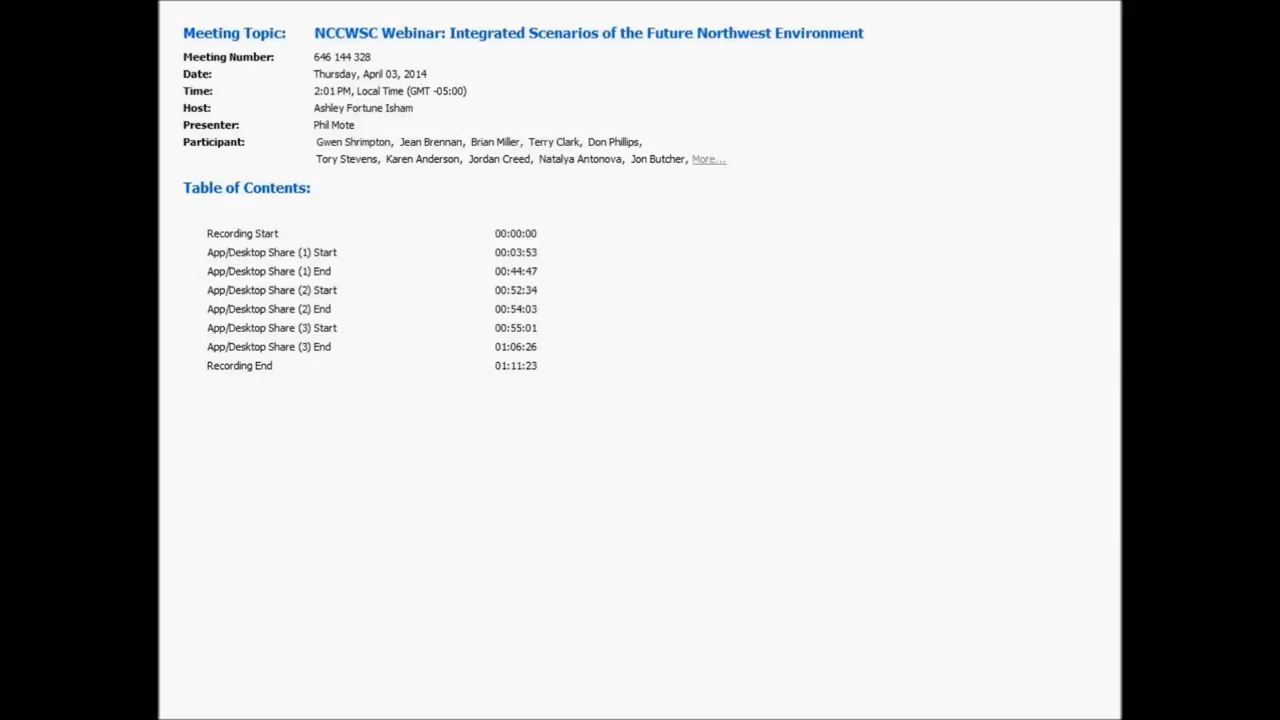 Meeting Topic: NCCWSC Webinar: Integrated Scenarios of the Future Northwest Environment
Meeting Number: 646 144 328
Date: Thursday, April 03, 2014
Time: 2:01 PM, Local Time (GMT -05:00)
Host: Ashley Fortune Isham
Presenter: Phil Mote
Participant: Gwen Shrimpton, Jean Brennan, Brian Miller, Terry Clark, Don Phillips,
Tory Stevens, Karen Anderson, Jordan Creed, Natalya Antonova, Jon Butcher, More...
Table of Contents:
Recording Start 00:00:00
App/Desktop Share (1) Start 00:03:53
App/Desktop Share (1) End 00:44:47
App/Desktop Share (2) Start 00:52:34
App/Desktop Share (2) End 00:54:03
App/Desktop Share (3) Start 00:55:01
App/Desktop Share (3) End 01:06:26
Recording End 01:11:23